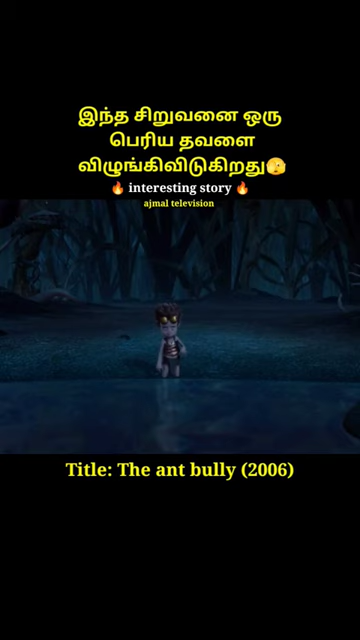 இந்த சிறுவனை ஒரு
பெரிய தவளை
விழுங்கிவிடுகிறது🫣
🔥 interesting story 🔥
ajmal television
Title: The ant bully (2006)